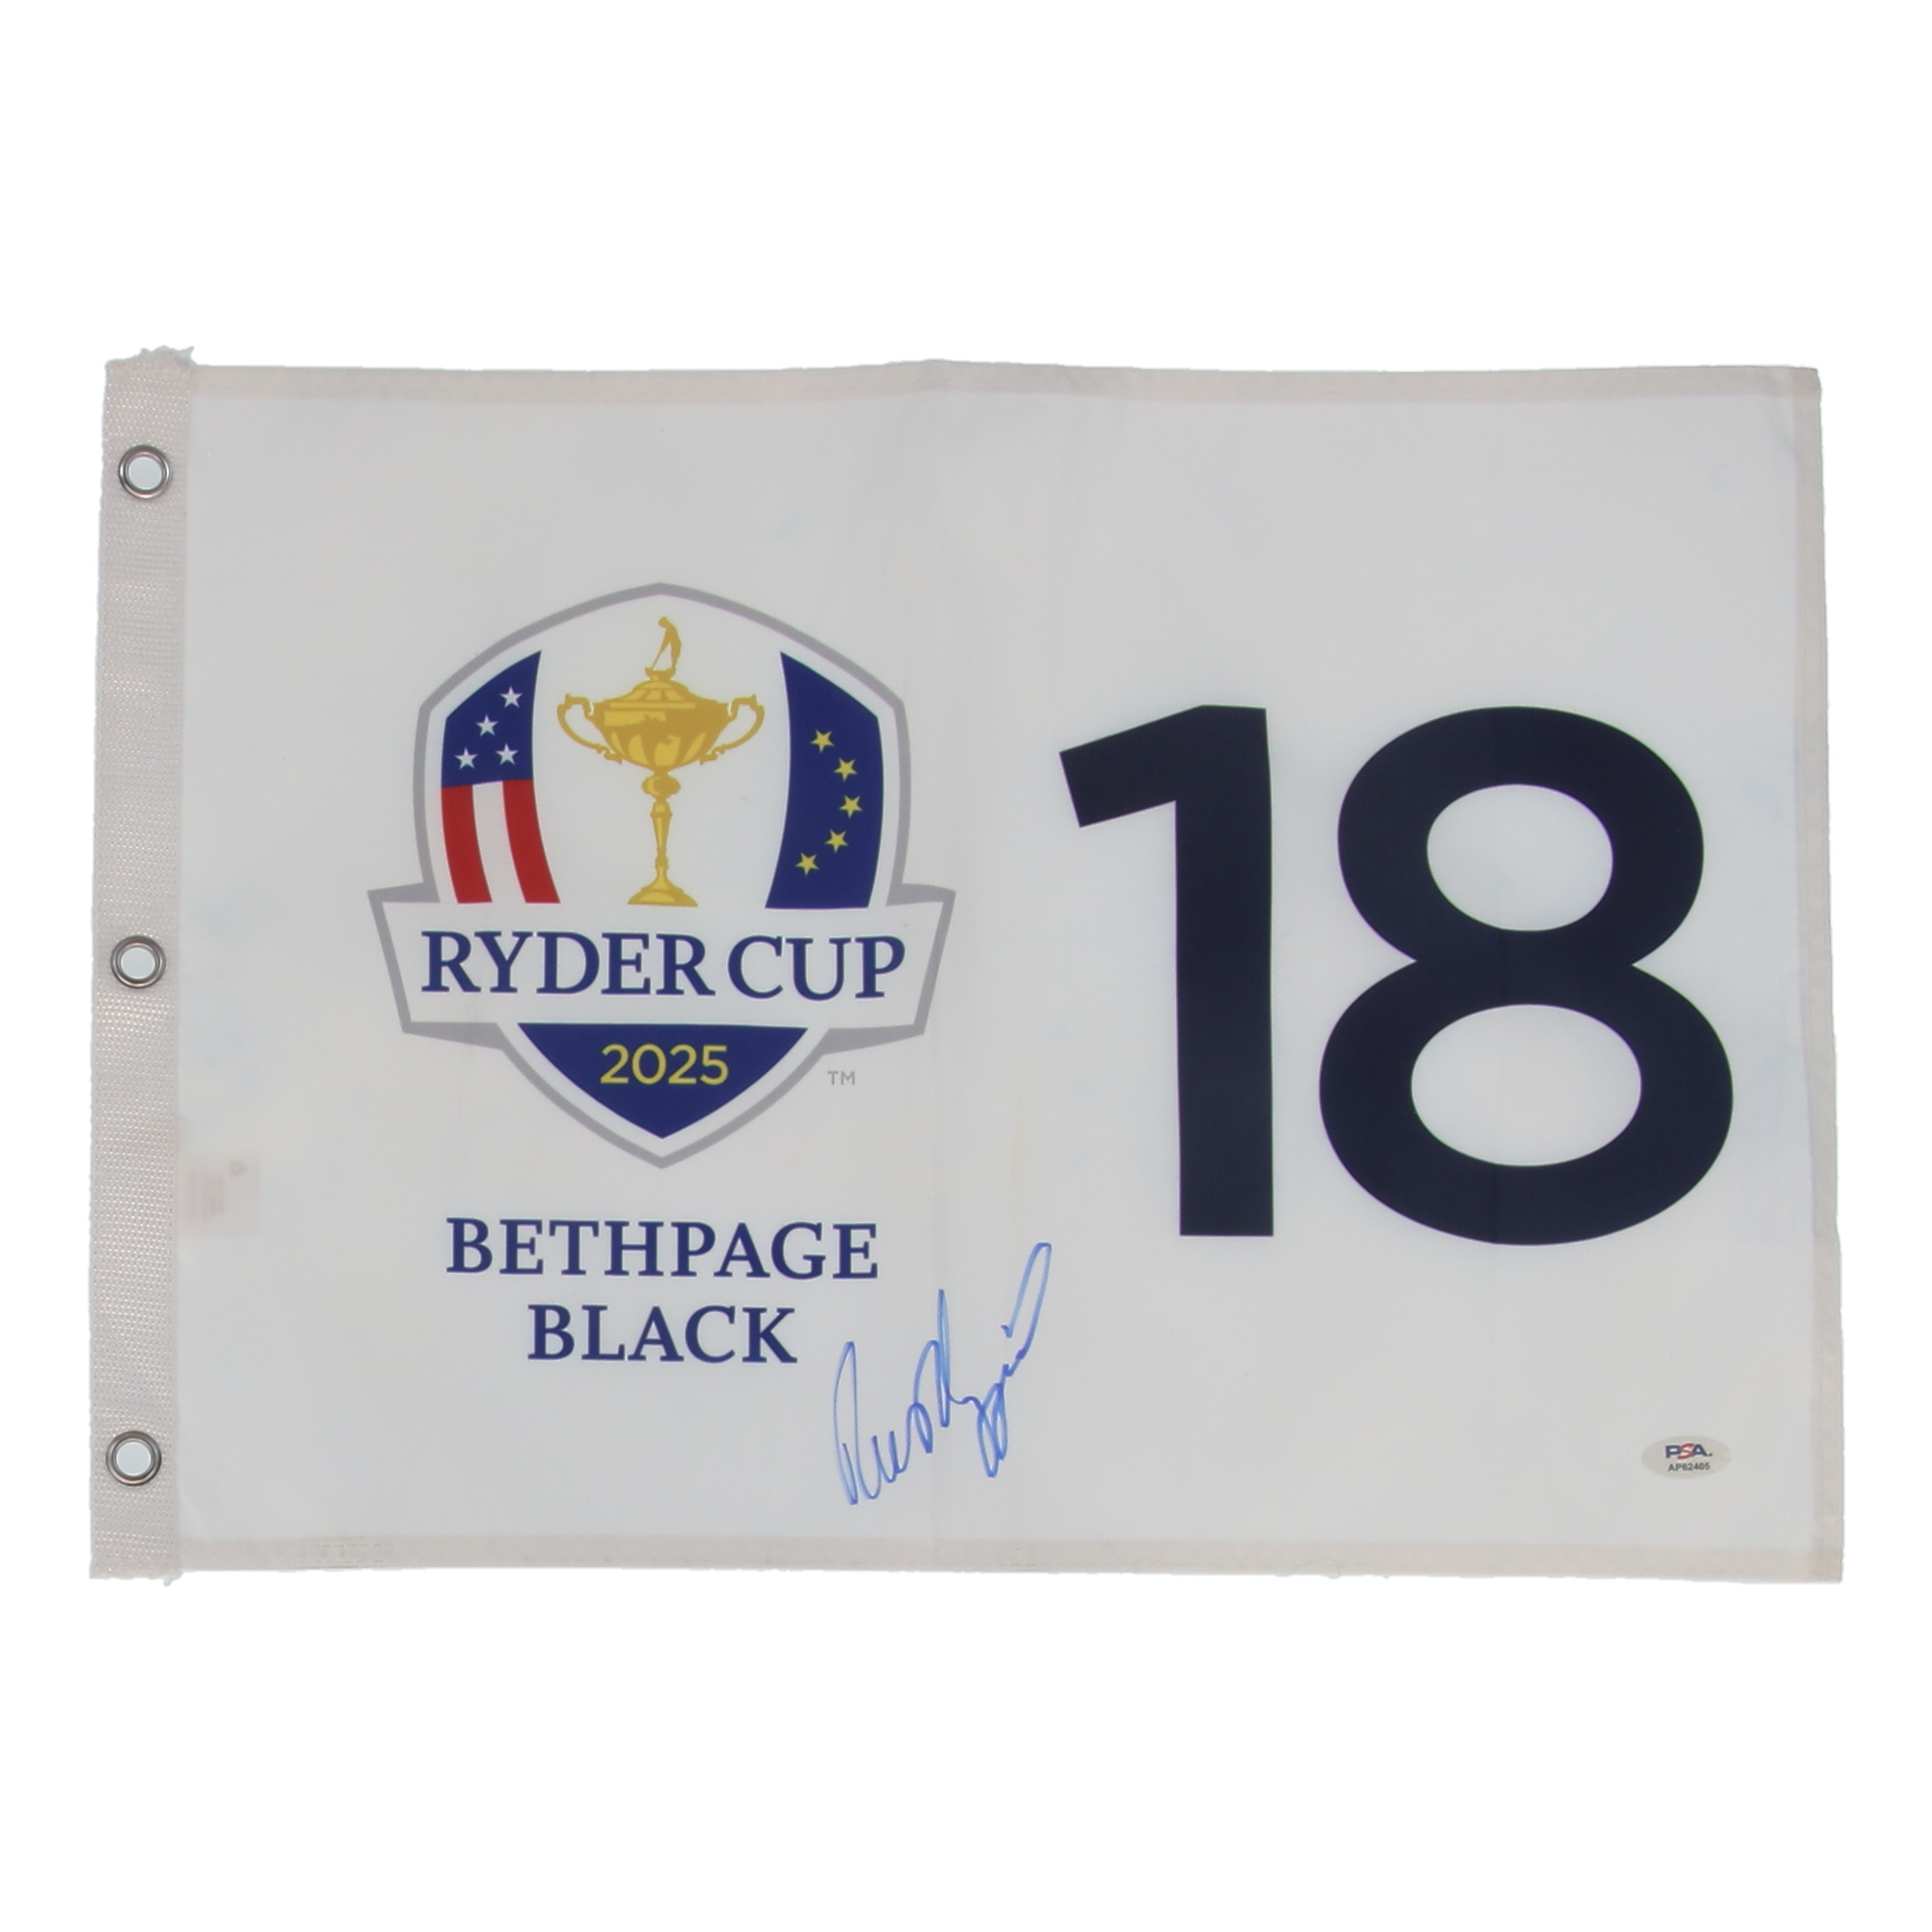 RYDER CUP
2025
TM
BETHPAGE
BLACK
18
PSA
AP62405